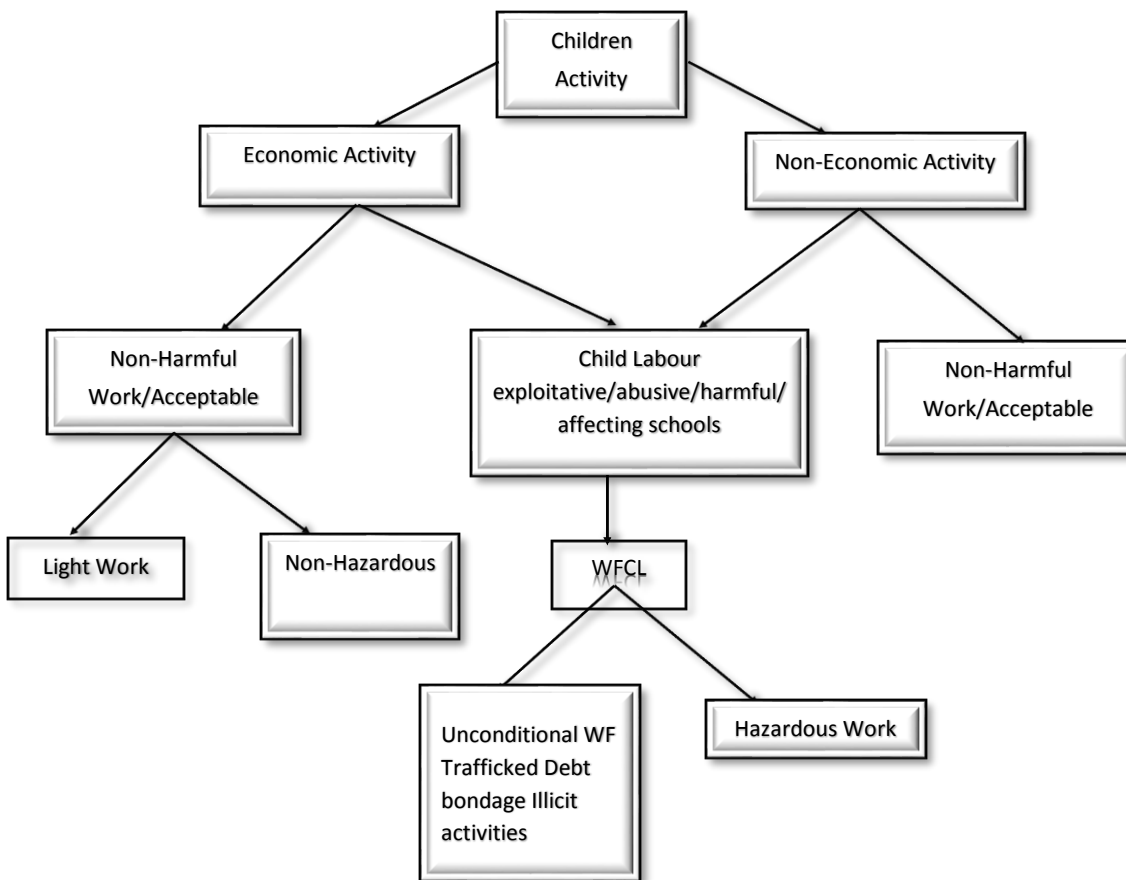 Children
Activity
Economic Activity
Non-Economic Activity
Non-Harmful
Work/Acceptable
Child Labour
exploitative/abusive/harmful/
affecting schools
Non-Harmful
Work/Acceptable
Light Work
Non-Hazardous
WFCL
Unconditional WF
Trafficked Debt
bondage Illicit
activities
Hazardous Work